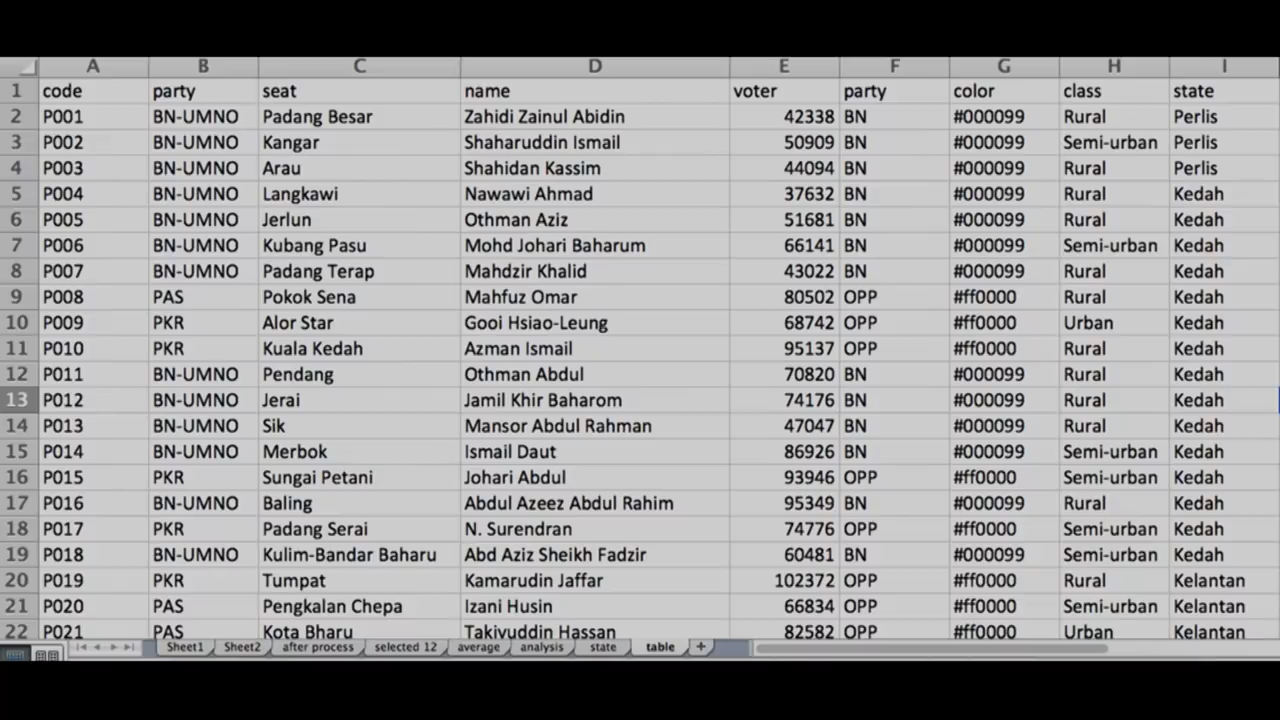 A B C D E F G H I
1 code party seat name voter party color class state
2 P001 BN-UMNO Padang Besar Zahidi Zainul Abidin 42338 BN #000099 Rural Perlis
3 P002 BN-UMNO Kangar Shaharuddin Ismail 50909 BN #000099 Semi-urban Perlis
4 P003 BN-UMNO Arau Shahidan Kassim 44094 BN #000099 Rural Perlis
5 P004 BN-UMNO Langkawi Nawawi Ahmad 37632 BN #000099 Rural Kedah
6 P005 BN-UMNO Jerlun Othman Aziz 51681 BN #000099 Rural Kedah
7 P006 BN-UMNO Kubang Pasu Mohd Johari Baharum 66141 BN #000099 Semi-urban Kedah
8 P007 BN-UMNO Padang Terap Mahdzir Khalid 43022 BN #000099 Rural Kedah
9 P008 PAS Pokok Sena Mahfuz Omar 80502 OPP #ff0000 Rural Kedah
10 P009 PKR Alor Star Gooi Hsiao-Leung 68742 OPP #ff0000 Urban Kedah
11 P010 PKR Kuala Kedah Azman Ismail 95137 OPP #ff0000 Rural Kedah
12 P011 BN-UMNO Pendang Othman Abdul 70820 BN #000099 Rural Kedah
13 P012 BN-UMNO Jerai Jamil Khir Baharom 74176 BN #000099 Rural Kedah
14 P013 BN-UMNO Sik Mansor Abdul Rahman 47047 BN #000099 Rural Kedah
15 P014 BN-UMNO Merbok Ismail Daut 86926 BN #000099 Semi-urban Kedah
16 P015 PKR Sungai Petani Johari Abdul 93946 OPP #ff0000 Semi-urban Kedah
17 P016 BN-UMNO Baling Abdul Azeez Abdul Rahim 95349 BN #000099 Rural Kedah
18 P017 PKR Padang Serai N. Surendran 74776 OPP #ff0000 Semi-urban Kedah
19 P018 BN-UMNO Kulim-Bandar Baharu Abd Aziz Sheikh Fadzir 60481 BN #000099 Semi-urban Kedah
20 P019 PKR Tumpat Kamarudin Jaffar 102372 OPP #ff0000 Rural Kelantan
21 P020 PAS Pengkalan Chepa Izani Husin 66834 OPP #ff0000 Semi-urban Kelantan
22 P021 PAS Kota Bharu Takiyuddin Hassan 82582 OPP #ff0000 Urban Kelantan
Sheet1 Sheet2 after process selected 12 average analysis state table +